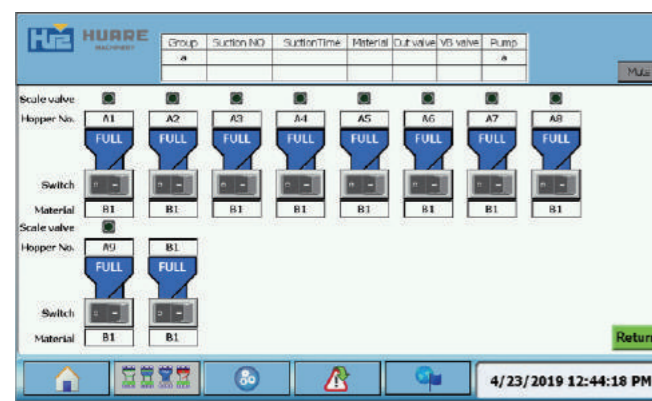 HUARE
MACHINERY
Group Suction NO SuctionTime Material Out valve VB valve Pump
a a
Mute
Scale valve
Hopper No. A1 A2 A3 A4 A5 A6 A7 A8
FULL FULL FULL FULL FULL FULL FULL FULL
Switch
Material B1 B1 B1 B1 B1 B1 B1 B1
Scale valve
Hopper No. A9 B1
FULL FULL
Switch
Material B1 B1
Return
4/23/2019 12:44:18 PM